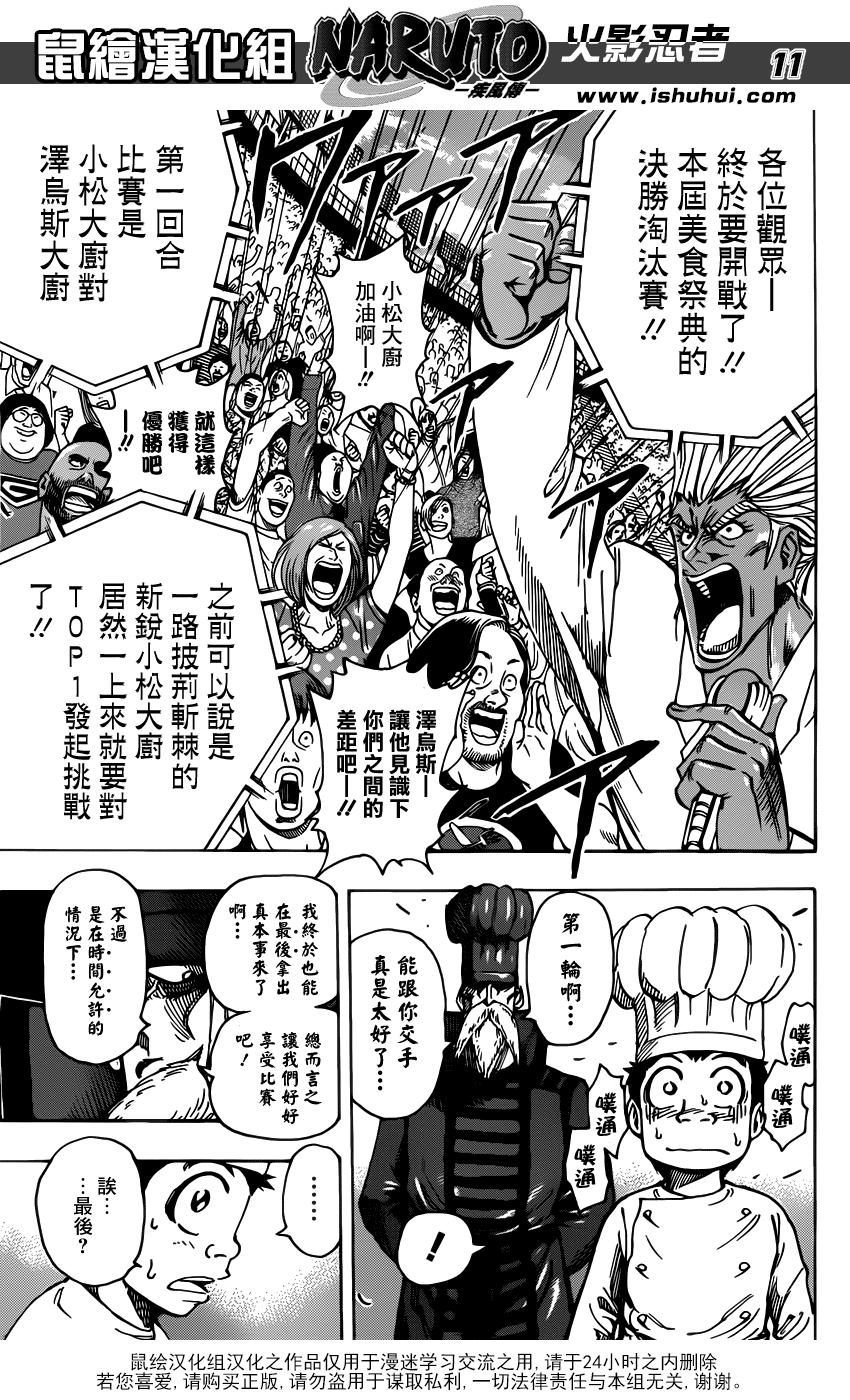 鼠繪漢化組
NARUTO
—疾風傳—
火影忍者
11
www.ishuhui.com
各位觀眾—
終於要開戰了!!
本屆美食祭典的
決勝淘汰賽!!
第一回合
比賽是
小松大廚對
澤烏斯大廚
ワァアァァ
小松大廚
加油啊—!!
就這樣
獲得
優勝吧
—!!
之前可以說是
一路披荊斬棘的
新銳小松大廚
居然一上來就要對
TOP1發起挑戰
了!!
澤烏斯—
讓他見識下
你們之間的
差距吧—!!
第一輪啊…
能跟你交手
真是太好了…
噗通
噗通
噗通
!
我終於也能
在最後拿出
真本事來了
啊…
總而言之
讓我們好好
享受比賽
吧!
不過
是在時間允許的
情況下…
……
誒…
…最後?
鼠绘汉化组汉化之作品仅用于漫迷学习交流之用,请于24小时之内删除
若您喜爱,请购买正版,请勿盗用于谋取私利,一切法律责任与本组无关,谢谢。